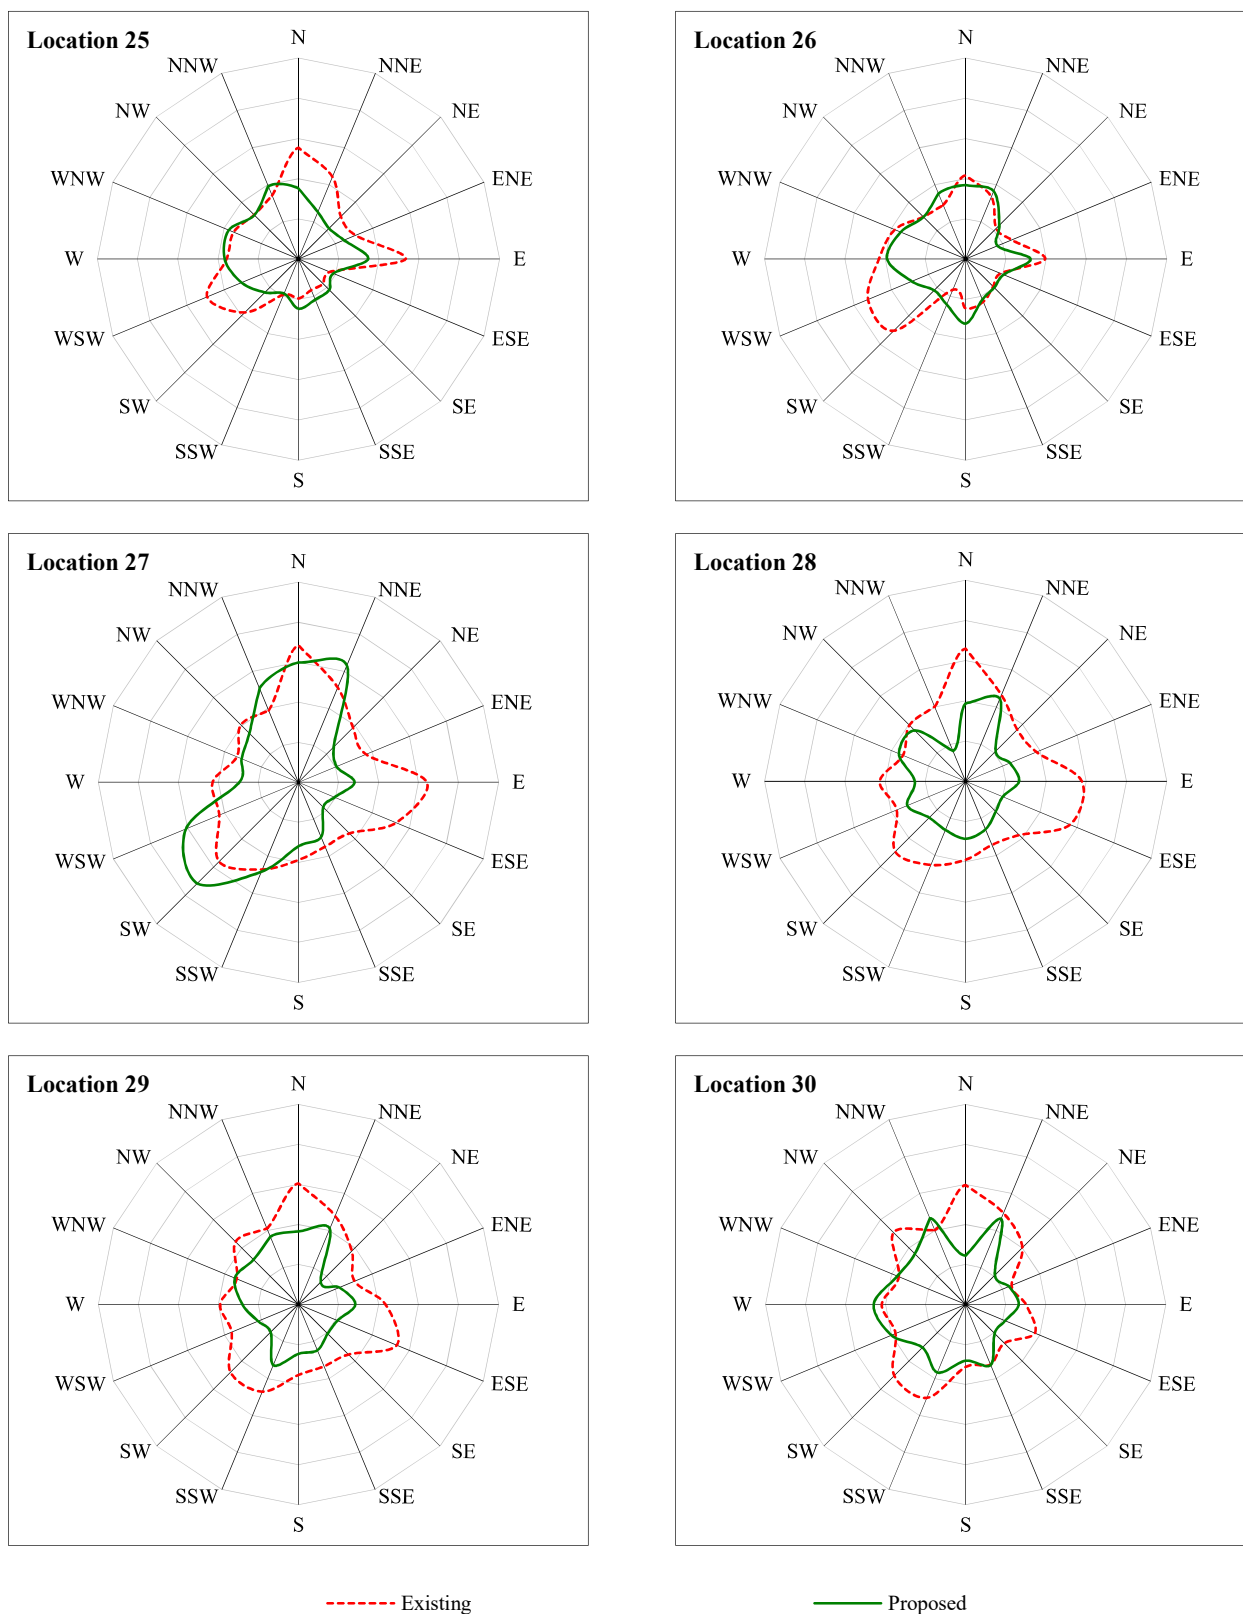 Location 25
N
NNW
NNE
NW
NE
WNW
ENE
W
E
WSW
ESE
SW
SE
SSW
SSE
S
Location 26
N
NNW
NNE
NW
NE
WNW
ENE
W
E
WSW
ESE
SW
SE
SSW
SSE
S
Location 27
N
NNW
NNE
NW
NE
WNW
ENE
W
E
WSW
ESE
SW
SE
SSW
SSE
S
Location 28
N
NNW
NNE
NW
NE
WNW
ENE
W
E
WSW
ESE
SW
SE
SSW
SSE
S
Location 29
N
NNW
NNE
NW
NE
WNW
ENE
W
E
WSW
ESE
SW
SE
SSW
SSE
S
Location 30
N
NNW
NNE
NW
NE
WNW
ENE
W
E
WSW
ESE
SW
SE
SSW
SSE
S
Existing
Proposed